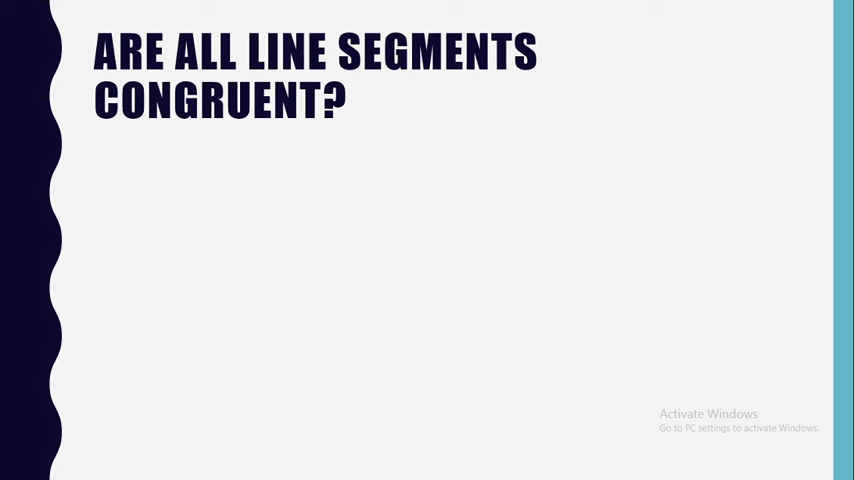 ARE ALL LINE SEGMENTS
CONGRUENT?
Activate Windows
Go to PC settings to activate Windows.